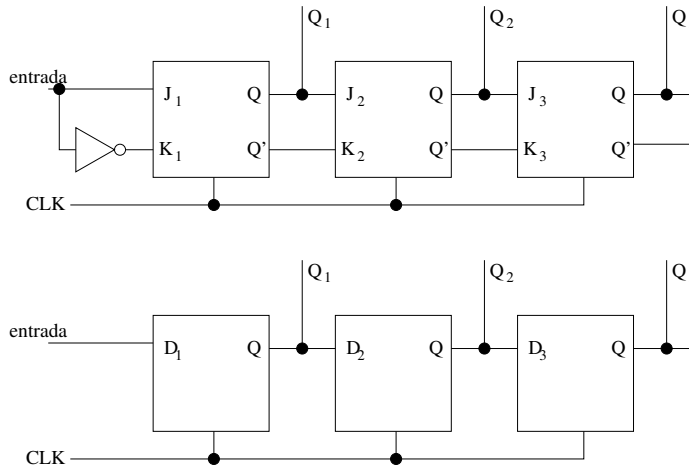 Q1 Q2 Q
entrada
J1 Q J2 Q J3 Q
K1 Q' K2 Q' K3 Q'
CLK
Q1 Q2 Q
entrada
D1 Q D2 Q D3 Q
CLK